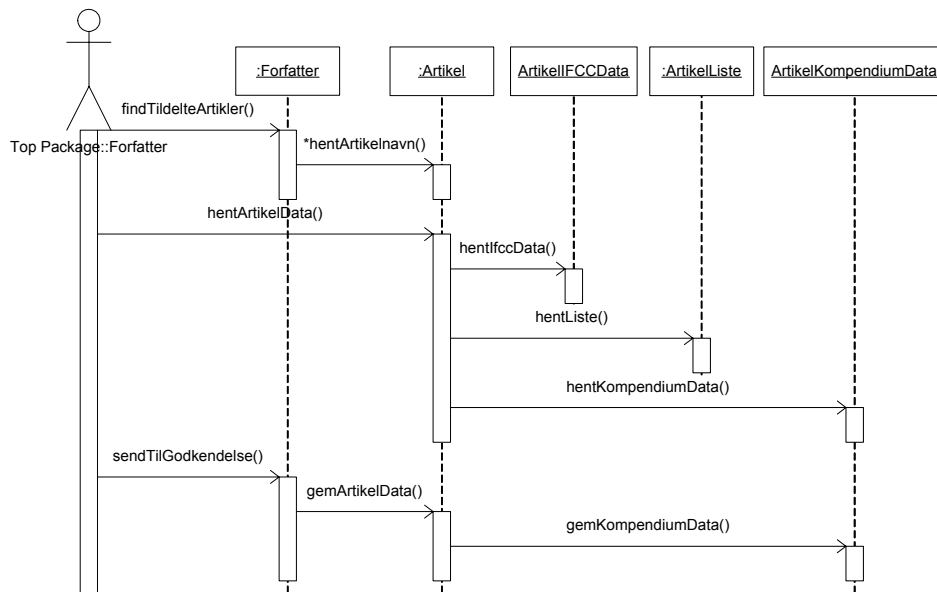 :Forfatter
:Artikel
ArtikelIFCCData
:ArtikelListe
ArtikelKompendiumData
findTildelteArtikler()
Top Package::Forfatter
*hentArtikelnavn()
hentArtikelData()
hentIfccData()
hentListe()
hentKompendiumData()
sendTilGodkendelse()
gemArtikelData()
gemKompendiumData()